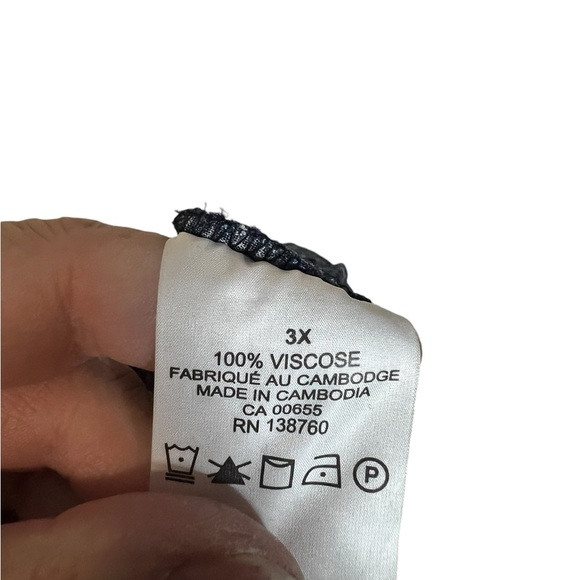 3X
100% VISCOSE
FABRIQUÉ AU CAMBODGE
MADE IN CAMBODIA
CA 00655
RN 138760
P